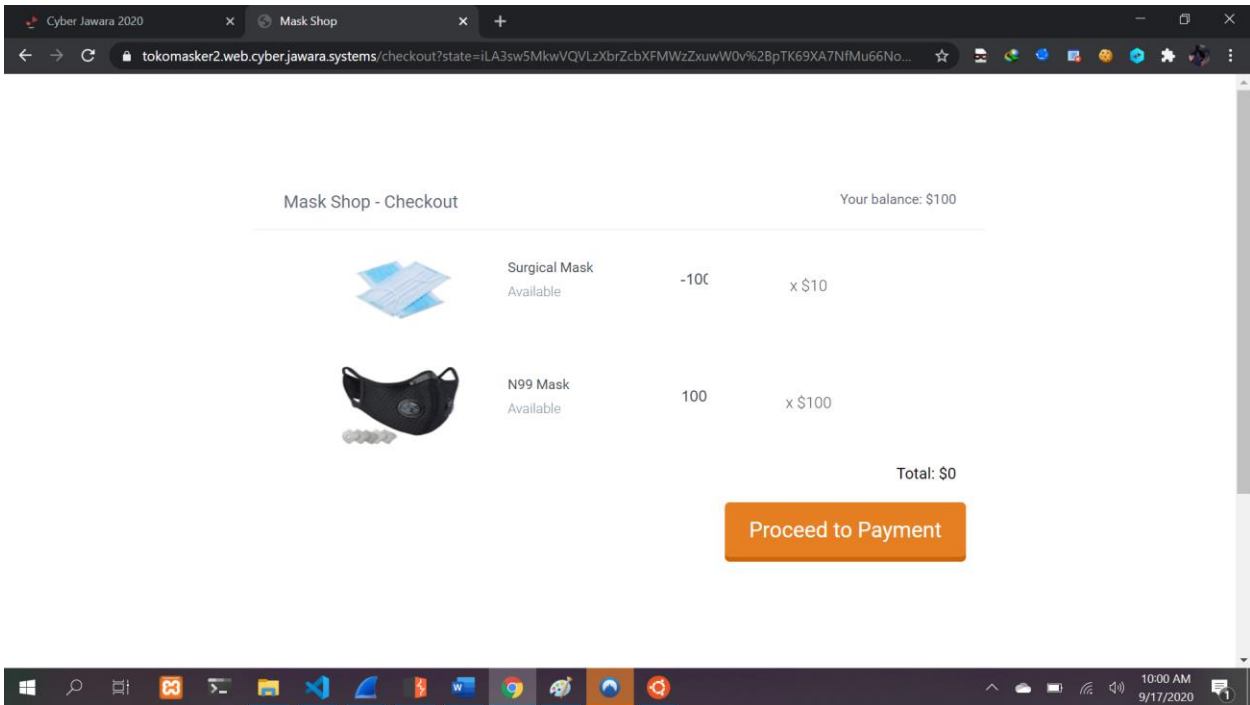 Cyber Jawara 2020
Mask Shop
tokomasker2.web.cyber.jawara.systems/checkout?state=iLA3sw5MkwVQVLzXbrZcbXFMWzZxuwW0v%2BpTK69XA7NfMu66No...
Mask Shop - Checkout
Your balance: $100
Surgical Mask
Available
-100
x $10
N99 Mask
Available
100
x $100
Total: $0
Proceed to Payment
10:00 AM
9/17/2020
1